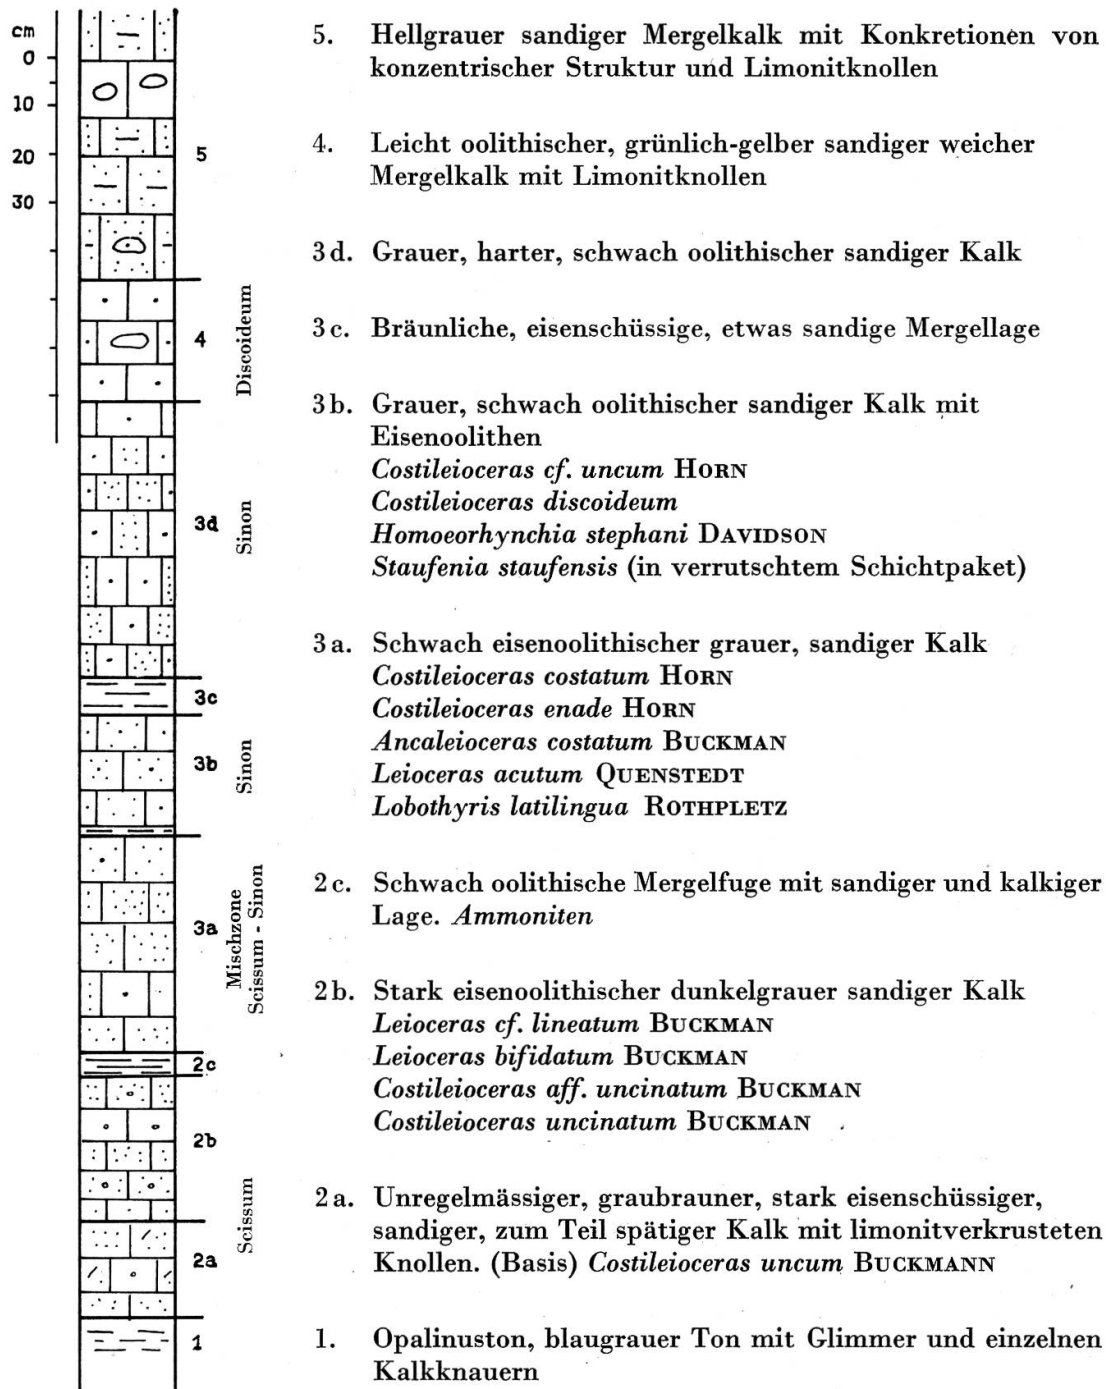 cm
0
10
20
30
5
4
Discoideum
3d
Sinon
3c
3b
Sinon
3a
Mischzone
Scissum - Sinon
2c
2b
Scissum
2a
1
5. Hellgrauer sandiger Mergelkalk mit Konkretionen von
konzentrischer Struktur und Limonitknollen
4. Leicht oolithischer, grünlich-gelber sandiger weicher
Mergelkalk mit Limonitknollen
3d. Grauer, harter, schwach oolithischer sandiger Kalk
3c. Bräunliche, eisenschüssige, etwas sandige Mergellage
3b. Grauer, schwach oolithischer sandiger Kalk mit
Eisenoolithen
Costileioceras cf. uncum HORN
Costileioceras discoideum
Homoeorhynchia stephani DAVIDSON
Staufenia staufensis (in verrutschtem Schichtpaket)
3a. Schwach eisenoolithischer grauer, sandiger Kalk
Costileioceras costatum HORN
Costileioceras enade HORN
Ancaleioceras costatum BUCKMAN
Leioceras acutum QUENSTEDT
Lobothyris latilingua ROTHPLETZ
2c. Schwach oolithische Mergelfuge mit sandiger und kalkiger
Lage. Ammoniten
2b. Stark eisenoolithischer dunkelgrauer sandiger Kalk
Leioceras cf. lineatum BUCKMAN
Leioceras bifidatum BUCKMAN
Costileioceras aff. uncinatum BUCKMAN
Costileioceras uncinatum BUCKMAN
2a. Unregelmässiger, graubrauner, stark eisenschüssiger,
sandiger, zum Teil spätiger Kalk mit limonitverkrusteten
Knollen. (Basis) Costileioceras uncum BUCKMANN
1. Opalinuston, blaugrauer Ton mit Glimmer und einzelnen
Kalkknauern